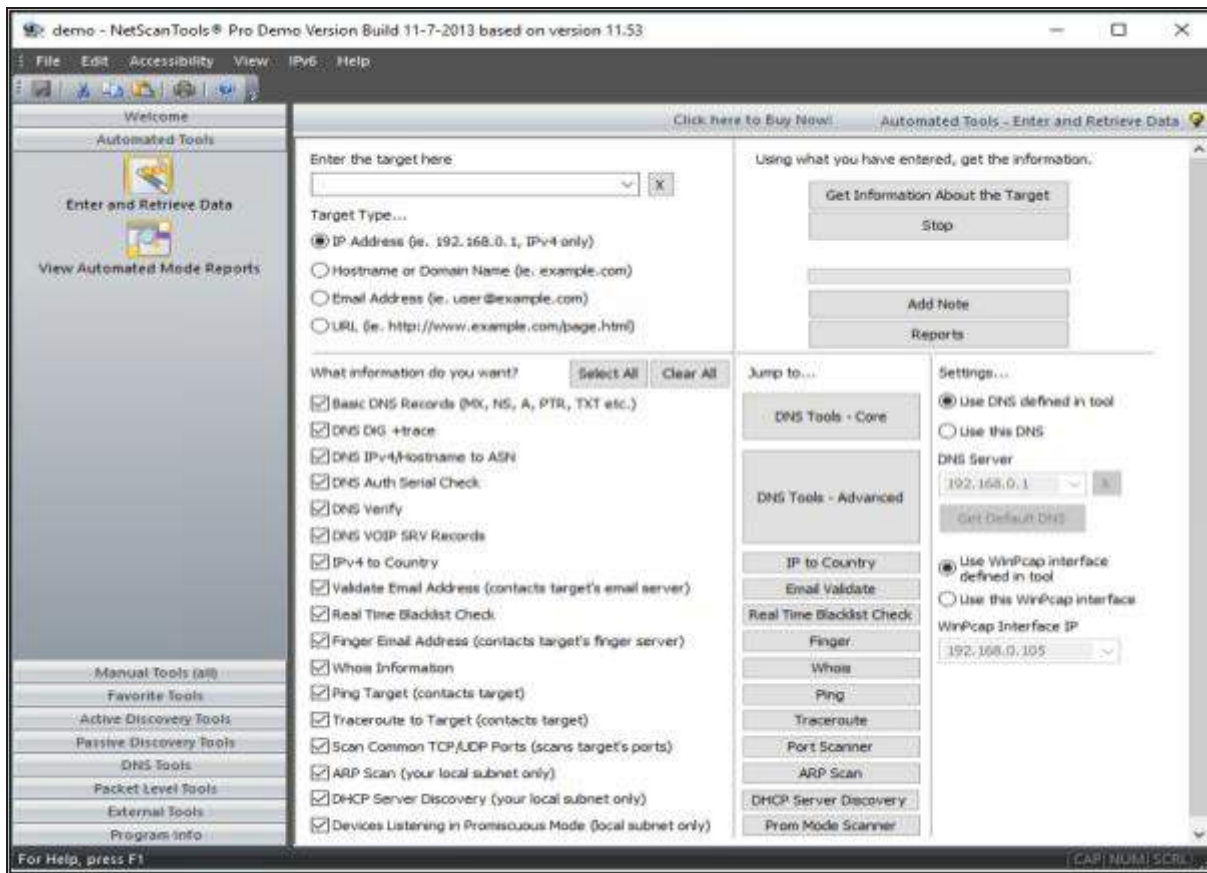 demo - NetScanTools® Pro Demo Version Build 11-7-2013 based on version 11.53
File Edit Accessibility View IPv6 Help
Welcome
Automated Tools
Enter and Retrieve Data
View Automated Mode Reports
Manual Tools (all)
Favorite Tools
Active Discovery Tools
Passive Discovery Tools
DNS Tools
Packet Level Tools
External Tools
Program Info
Click here to Buy Now!
Automated Tools - Enter and Retrieve Data
Enter the target here
X
Target Type...
IP Address (ie. 192.168.0.1, IPv4 only)
Hostname or Domain Name (ie. example.com)
Email Address (ie. user@example.com)
URL (ie. http://www.example.com/page.html)
Using what you have entered, get the information.
Get Information About the Target
Stop
Add Note
Reports
What information do you want? Select All Clear All
Basic DNS Records (MX, NS, A, PTR, TXT etc.)
DNS DIG +trace
DNS IPv4/Hostname to ASN
DNS Auth Serial Check
DNS Verify
DNS VOIP SRV Records
IPv4 to Country
Validate Email Address (contacts target's email server)
Real Time Blacklist Check
Finger Email Address (contacts target's finger server)
Whois Information
Ping Target (contacts target)
Traceroute to Target (contacts target)
Scan Common TCP/UDP Ports (scans target's ports)
ARP Scan (your local subnet only)
DHCP Server Discovery (your local subnet only)
Devices Listening in Promiscuous Mode (local subnet only)
Jump to...
DNS Tools - Core
DNS Tools - Advanced
IP to Country
Email Validate
Real Time Blacklist Check
Finger
Whois
Ping
Traceroute
Port Scanner
ARP Scan
DHCP Server Discovery
Prom Mode Scanner
Settings...
Use DNS defined in tool
Use this DNS
DNS Server
192.168.0.1
X
Get Default DNS
Use WinPcap interface
defined in tool
Use this WinPcap interface
WinPcap Interface IP
192.168.0.105
For Help, press F1
CAP NUM SCRL